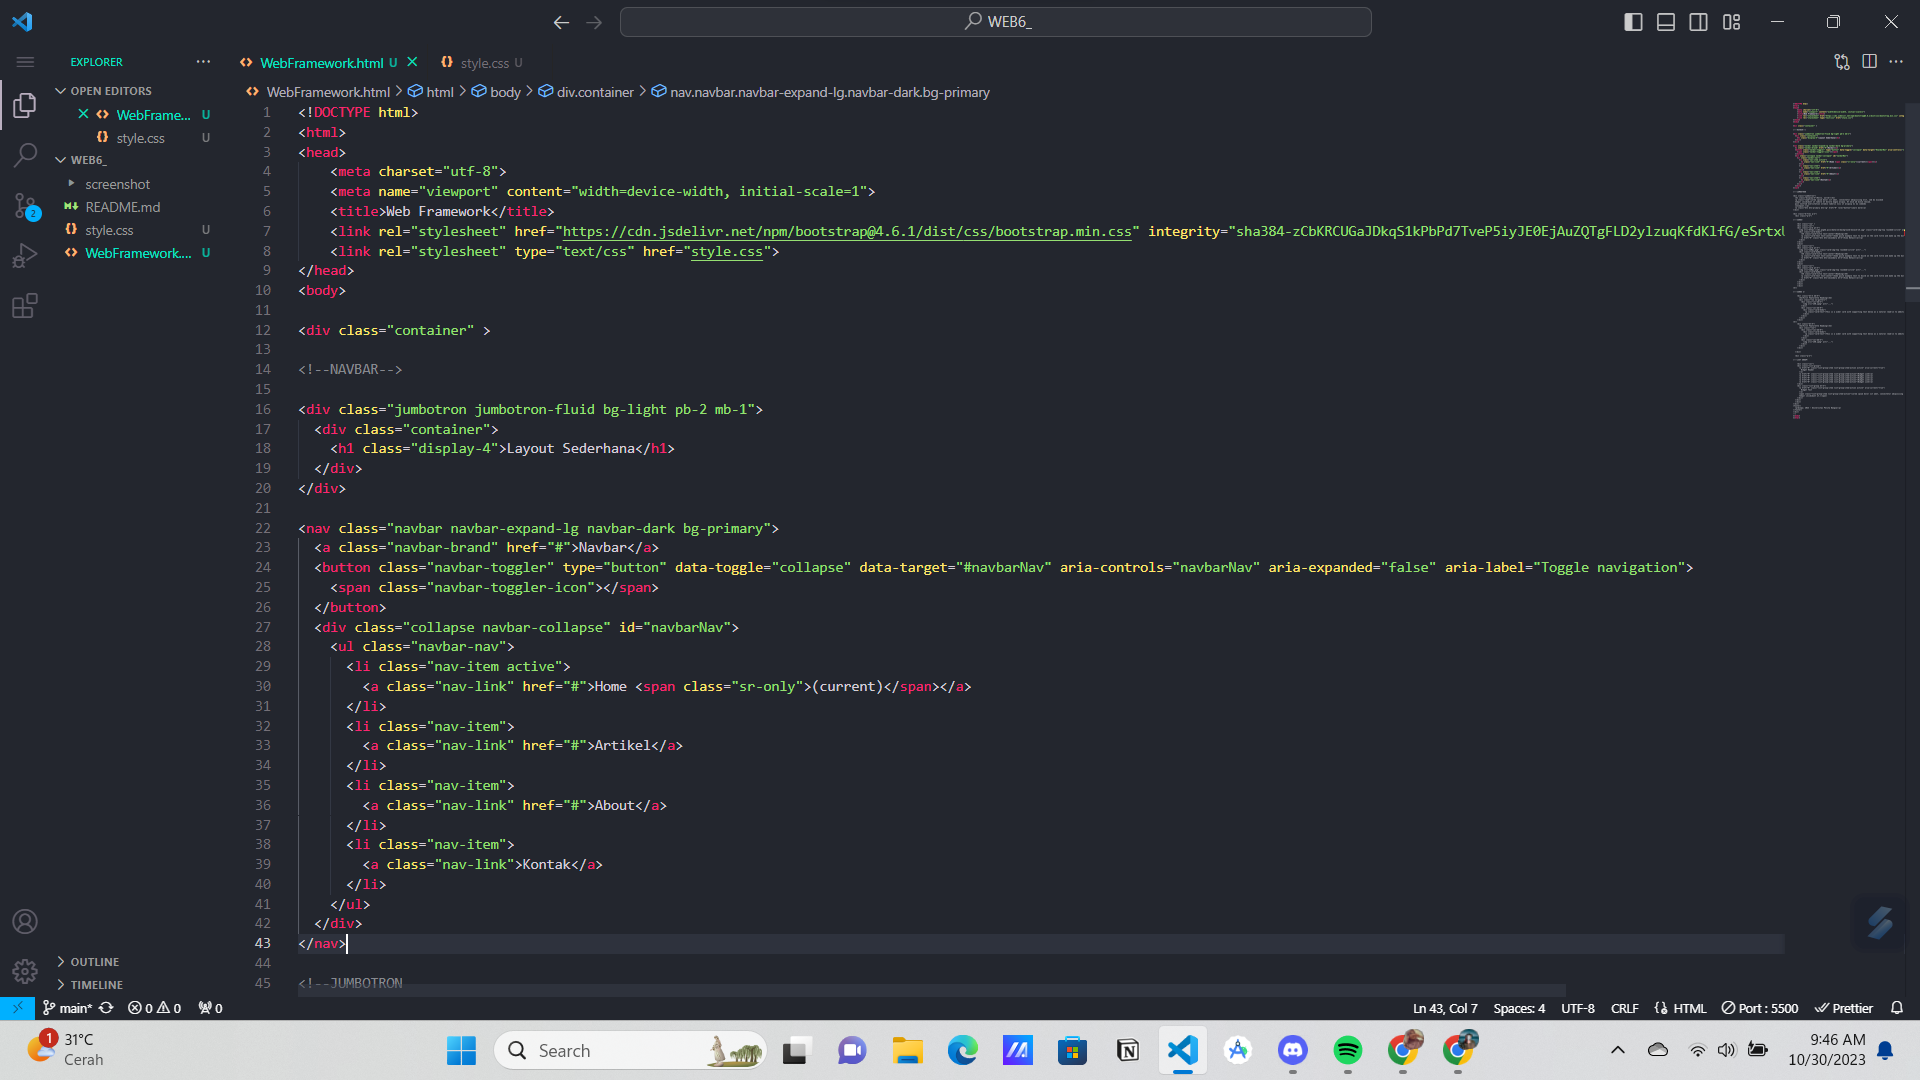 WEB6_
EXPLORER
OPEN EDITORS
WebFrame... U
style.css U
WEB6_
screenshot
README.md
style.css U
WebFramework.... U
2
OUTLINE
TIMELINE
WebFramework.html U
style.css U
WebFramework.html > html > body > div.container > nav.navbar.navbar-expand-lg.navbar-dark.bg-primary
1 <!DOCTYPE html>
2 <html>
3 <head>
4 <meta charset="utf-8">
5 <meta name="viewport" content="width=device-width, initial-scale=1">
6 <title>Web Framework</title>
7 <link rel="stylesheet" href="https://cdn.jsdelivr.net/npm/bootstrap@4.6.1/dist/css/bootstrap.min.css" integrity="sha384-zCbKRCUGaJDkqS1kPbPd7TveP5iyJE0EjAuZQTgFLD2ylzuqKfdKlfG/eSrtxU
8 <link rel="stylesheet" type="text/css" href="style.css">
9 </head>
10 <body>
11
12 <div class="container" >
13
14 <!--NAVBAR-->
15
16 <div class="jumbotron jumbotron-fluid bg-light pb-2 mb-1">
17 <div class="container">
18 <h1 class="display-4">Layout Sederhana</h1>
19 </div>
20 </div>
21
22 <nav class="navbar navbar-expand-lg navbar-dark bg-primary">
23 <a class="navbar-brand" href="#">Navbar</a>
24 <button class="navbar-toggler" type="button" data-toggle="collapse" data-target="#navbarNav" aria-controls="navbarNav" aria-expanded="false" aria-label="Toggle navigation">
25 <span class="navbar-toggler-icon"></span>
26 </button>
27 <div class="collapse navbar-collapse" id="navbarNav">
28 <ul class="navbar-nav">
29 <li class="nav-item active">
30 <a class="nav-link" href="#">Home <span class="sr-only">(current)</span></a>
31 </li>
32 <li class="nav-item">
33 <a class="nav-link" href="#">Artikel</a>
34 </li>
35 <li class="nav-item">
36 <a class="nav-link" href="#">About</a>
37 </li>
38 <li class="nav-item">
39 <a class="nav-link">Kontak</a>
40 </li>
41 </ul>
42 </div>
43 </nav>
44
45 <!--JUMBOTRON
main* 0 0 0
Ln 43, Col 7 Spaces: 4 UTF-8 CRLF HTML Port : 5500 Prettier
1
31°C
Cerah
Search
9:46 AM
10/30/2023